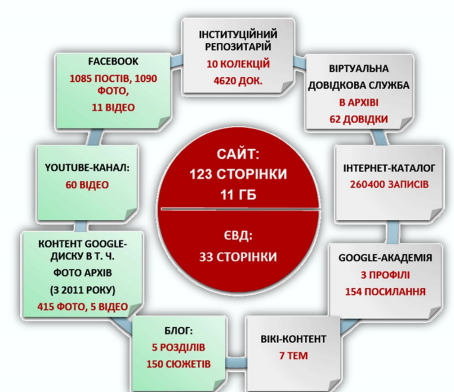 ІНСТИТУЦІЙНИЙ
РЕПОЗИТАРІЙ
10 КОЛЕКЦІЙ
4620 ДОК.
ВІРТУАЛЬНА
ДОВІДКОВА СЛУЖБА
В АРХІВІ
62 ДОВІДКИ
ІНТЕРНЕТ-КАТАЛОГ
260400 ЗАПИСІВ
GOOGLE-АКАДЕМІЯ
3 ПРОФІЛІ
154 ПОСИЛАННЯ
ВІКІ-КОНТЕНТ
7 ТЕМ
БЛОГ:
5 РОЗДІЛІВ
150 СЮЖЕТІВ
КОНТЕНТ GOOGLE-
ДИСКУ В Т. Ч.
ФОТО АРХІВ
(З 2011 РОКУ)
415 ФОТО, 5 ВІДЕО
YOUTUBE-КАНАЛ:
60 ВІДЕО
FACEBOOK
1085 ПОСТІВ, 1090
ФОТО,
11 ВІДЕО
САЙТ:
123 СТОРІНКИ
11 ГБ
ЄВД:
33 СТОРІНКИ